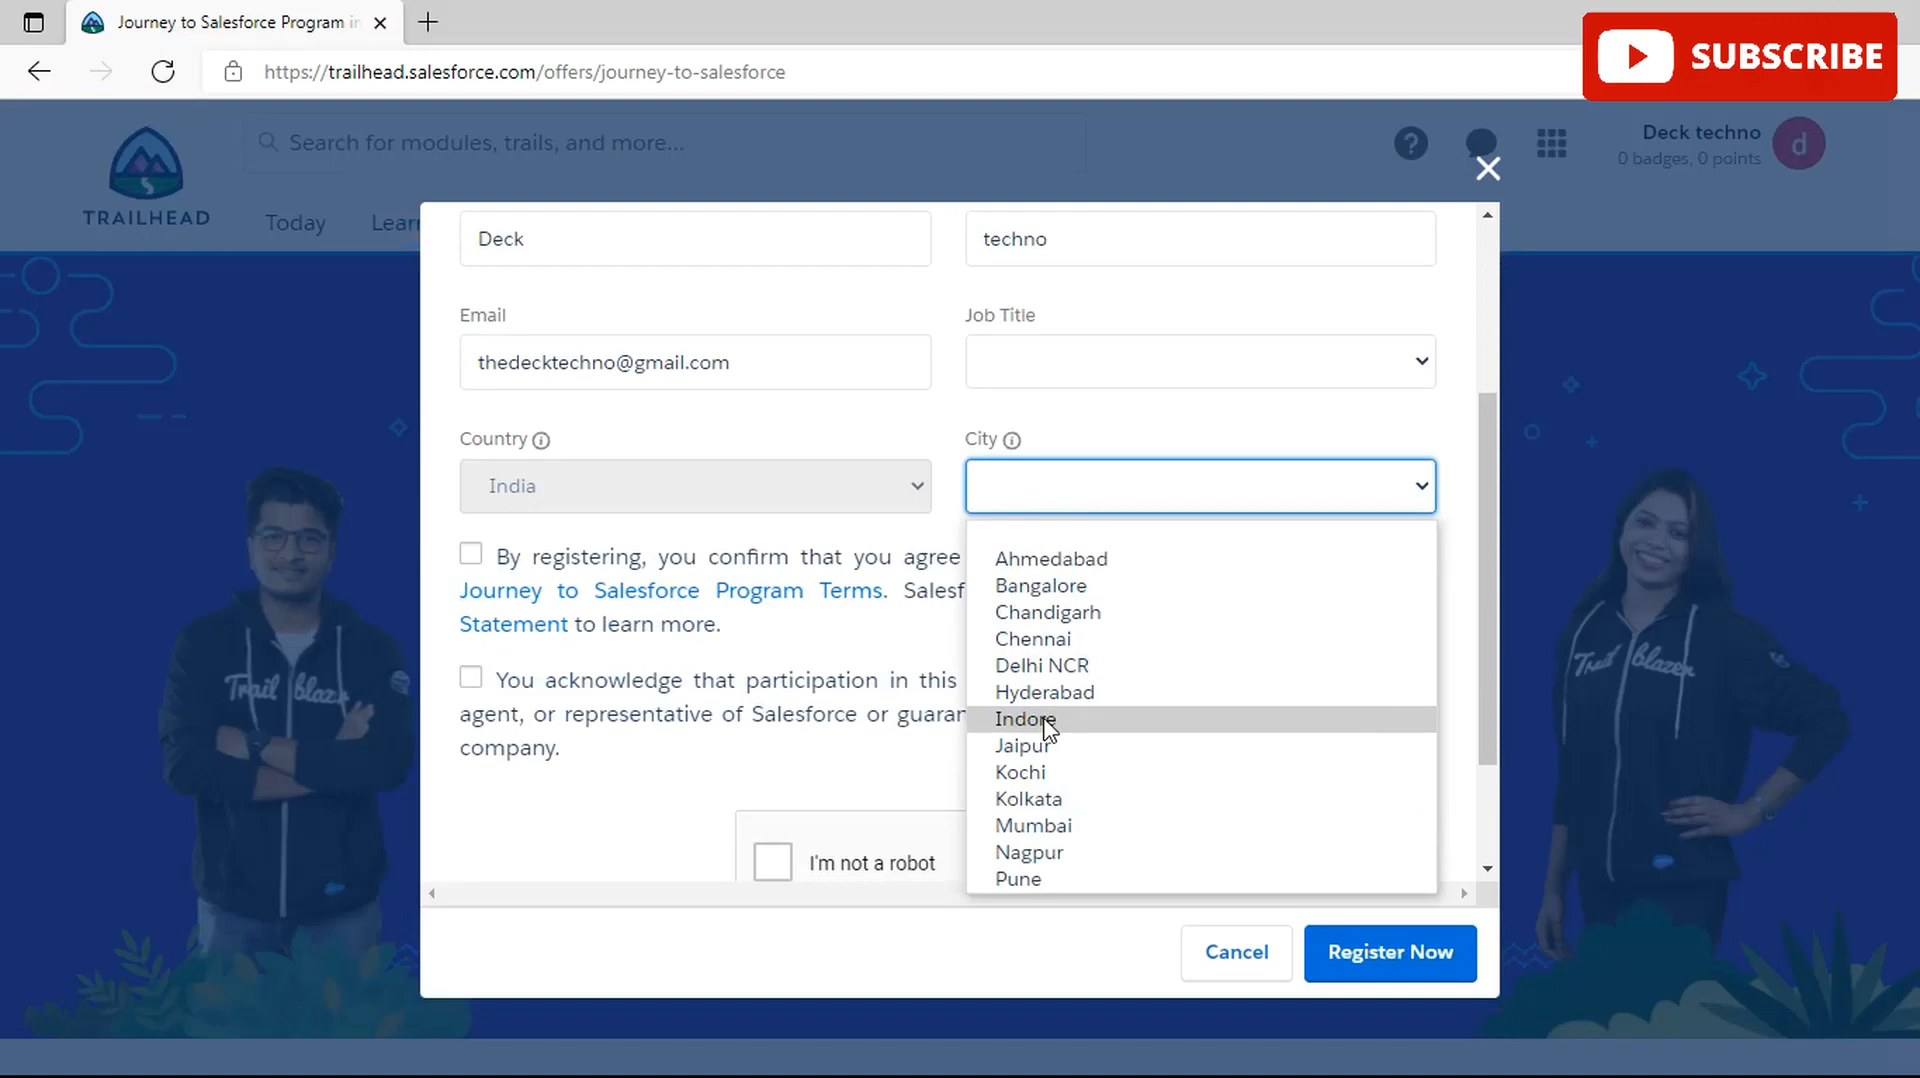 Journey to Salesforce Program in
https://trailhead.salesforce.com/offers/journey-to-salesforce
SUBSCRIBE
Search for modules, trails, and more...
?
Deck techno
0 badges, 0 points
d
TRAILHEAD
Today
Learn
Deck
techno
Email
Job Title
thedecktechno@gmail.com
Country
City
India
Ahmedabad
Bangalore
Chandigarh
Chennai
Delhi NCR
Hyderabad
Indore
Jaipur
Kochi
Kolkata
Mumbai
Nagpur
Pune
By registering, you confirm that you agree
Journey to Salesforce Program Terms. Salesf
Statement to learn more.
You acknowledge that participation in this
agent, or representative of Salesforce or guaran
company.
I'm not a robot
Cancel
Register Now
Trail blazer
Trail blazer